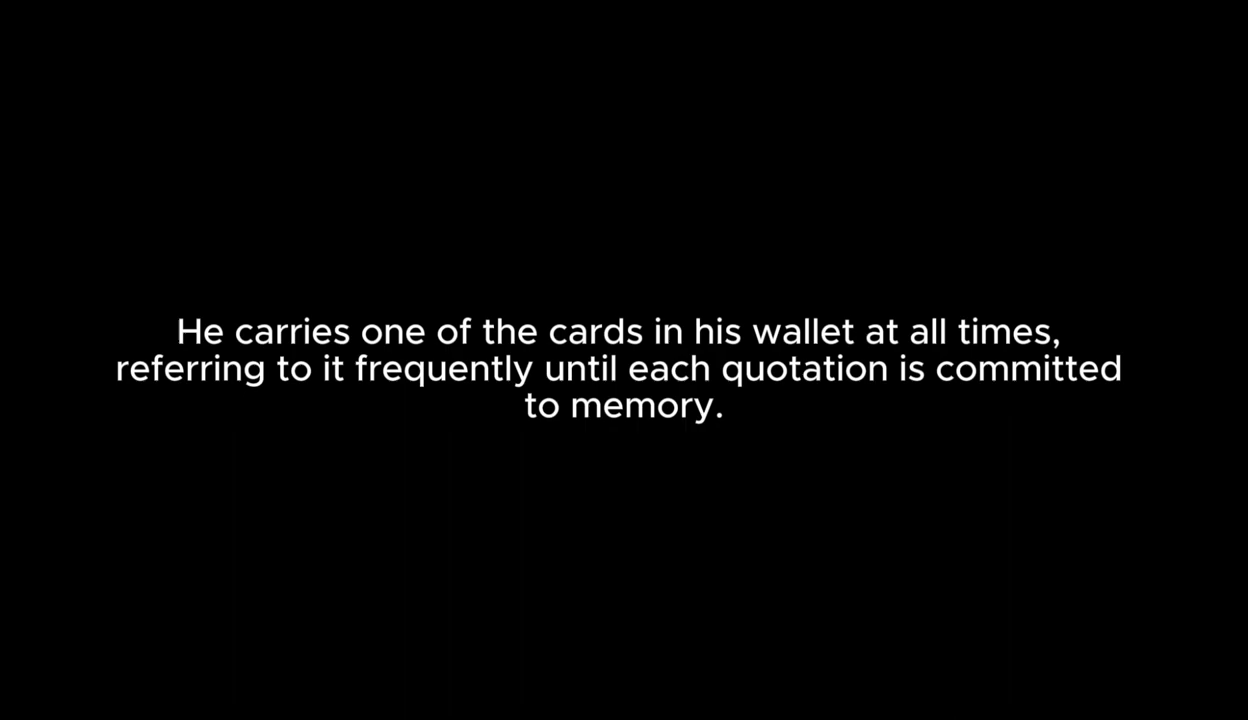 He carries one of the cards in his wallet at all times,
referring to it frequently until each quotation is committed
to memory.